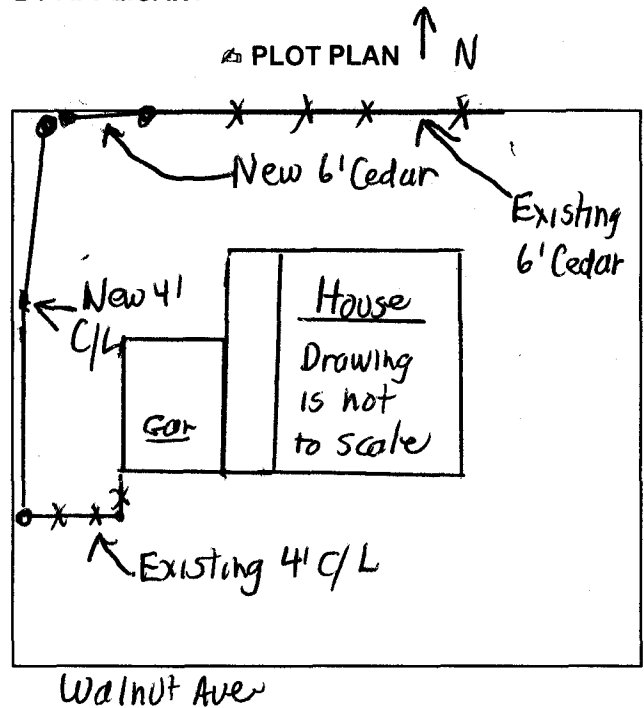 PLOT PLAN N
New 6' Cedar
Existing
6' Cedar
New 4'
C/L
House
Drawing
is not
to scale
Gar
Existing 4' C/L
Walnut Ave